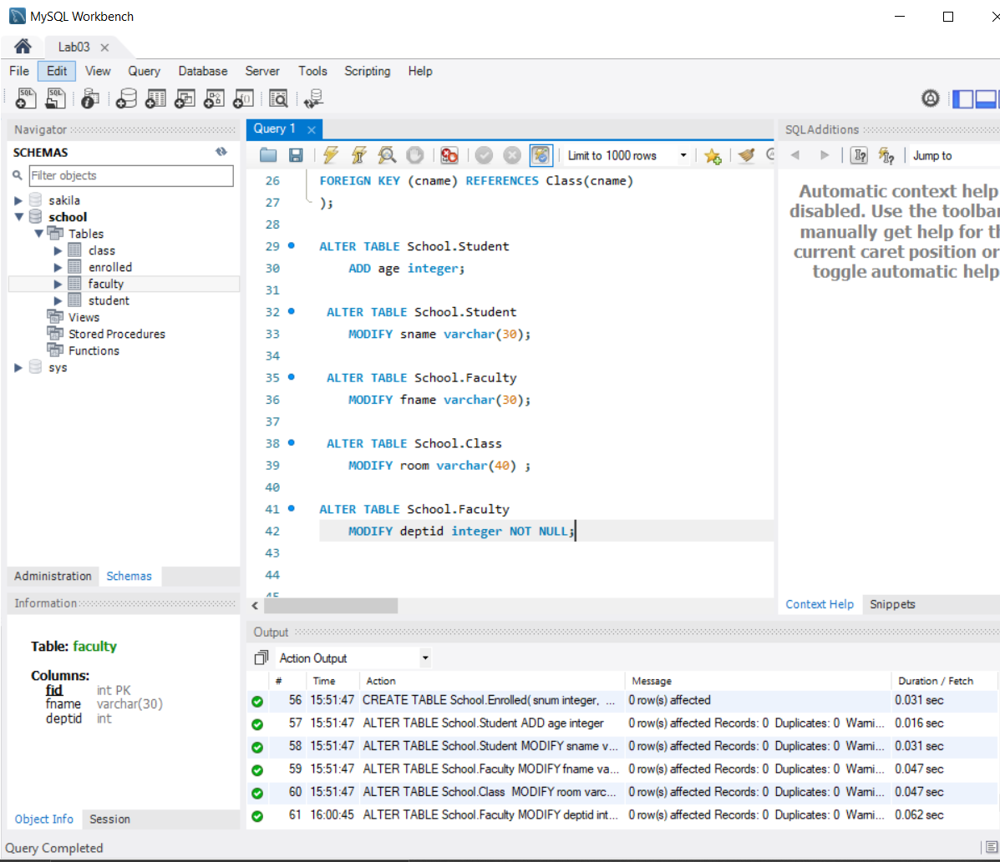 MySQL Workbench
Lab03
File Edit View Query Database Server Tools Scripting Help
Navigator
SCHEMAS
Filter objects
sakila
school
Tables
class
enrolled
faculty
student
Views
Stored Procedures
Functions
sys
Administration Schemas
Information
Table: faculty
Columns:
fid int PK
fname varchar(30)
deptid int
Object Info Session
Query 1
Limit to 1000 rows
26 FOREIGN KEY (cname) REFERENCES Class(cname)
27 );
28
29 ALTER TABLE School.Student
30 ADD age integer;
31
32 ALTER TABLE School.Student
33 MODIFY sname varchar(30);
34
35 ALTER TABLE School.Faculty
36 MODIFY fname varchar(30);
37
38 ALTER TABLE School.Class
39 MODIFY room varchar(40) ;
40
41 ALTER TABLE School.Faculty
42 MODIFY deptid integer NOT NULL;
43
44
45
SQLAdditions
Jump to
Automatic context help
disabled. Use the toolbar
manually get help for th
current caret position or
toggle automatic help
Context Help Snippets
Output
Action Output
# Time Action Message Duration / Fetch
56 15:51:47 CREATE TABLE School.Enrolled( snum integer, ... 0 row(s) affected 0.031 sec
57 15:51:47 ALTER TABLE School.Student ADD age integer 0 row(s) affected Records: 0 Duplicates: 0 Warni... 0.016 sec
58 15:51:47 ALTER TABLE School.Student MODIFY sname v... 0 row(s) affected Records: 0 Duplicates: 0 Warni... 0.031 sec
59 15:51:47 ALTER TABLE School.Faculty MODIFY fname va... 0 row(s) affected Records: 0 Duplicates: 0 Warni... 0.047 sec
60 15:51:47 ALTER TABLE School.Class MODIFY room varc... 0 row(s) affected Records: 0 Duplicates: 0 Warni... 0.047 sec
61 16:00:45 ALTER TABLE School.Faculty MODIFY deptid int... 0 row(s) affected Records: 0 Duplicates: 0 Warni... 0.062 sec
Query Completed